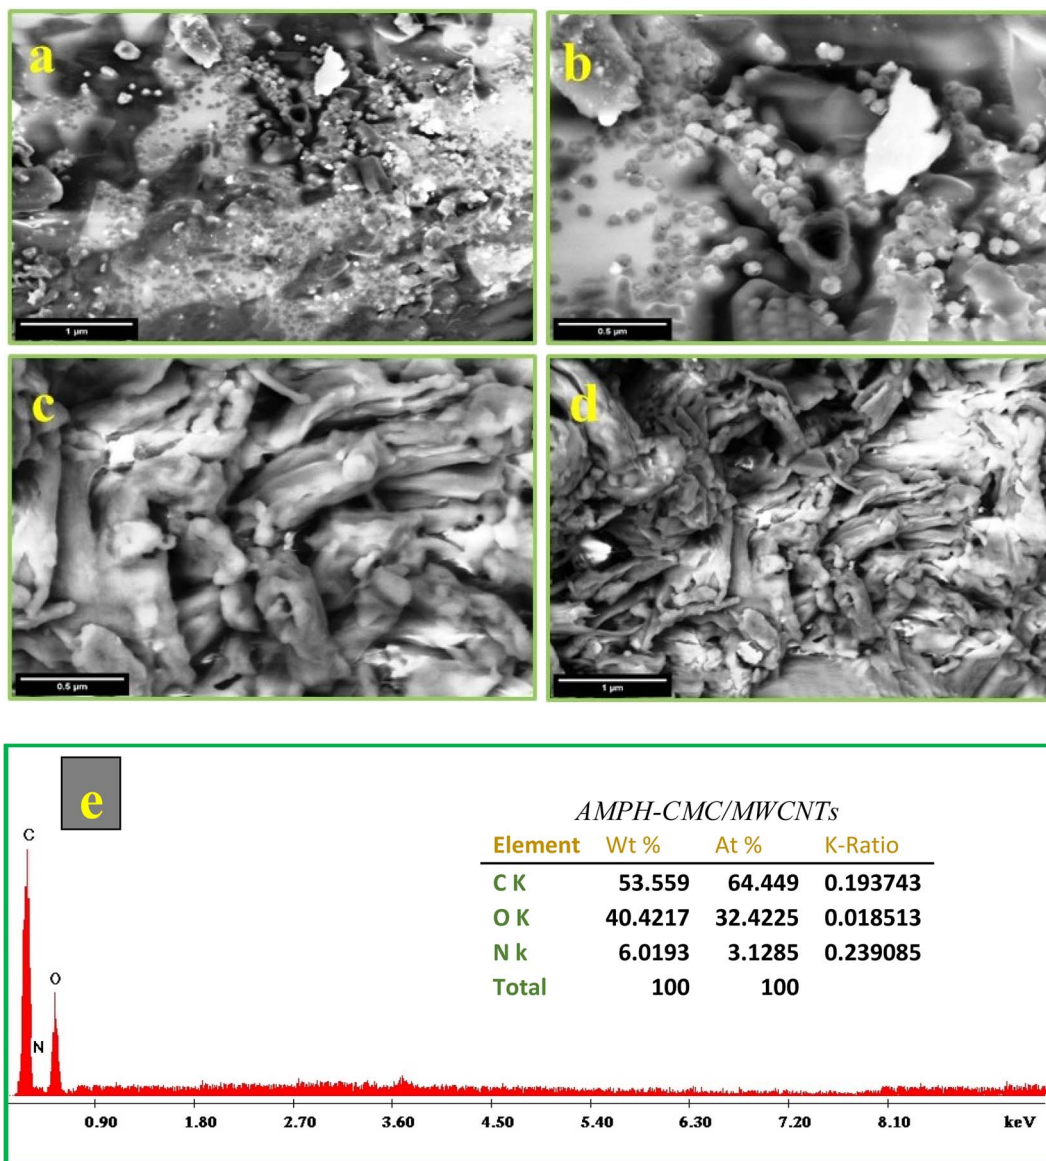 a
b
1 µm
0.5 µm
c
d
0.5 µm
1 µm
e
AMPH-CMC/MWCNTs
Element Wt % At % K-Ratio
C K 53.559 64.449 0.193743
O K 40.4217 32.4225 0.018513
N k 6.0193 3.1285 0.239085
Total 100 100
C
O
N
0.90 1.80 2.70 3.60 4.50 5.40 6.30 7.20 8.10 keV